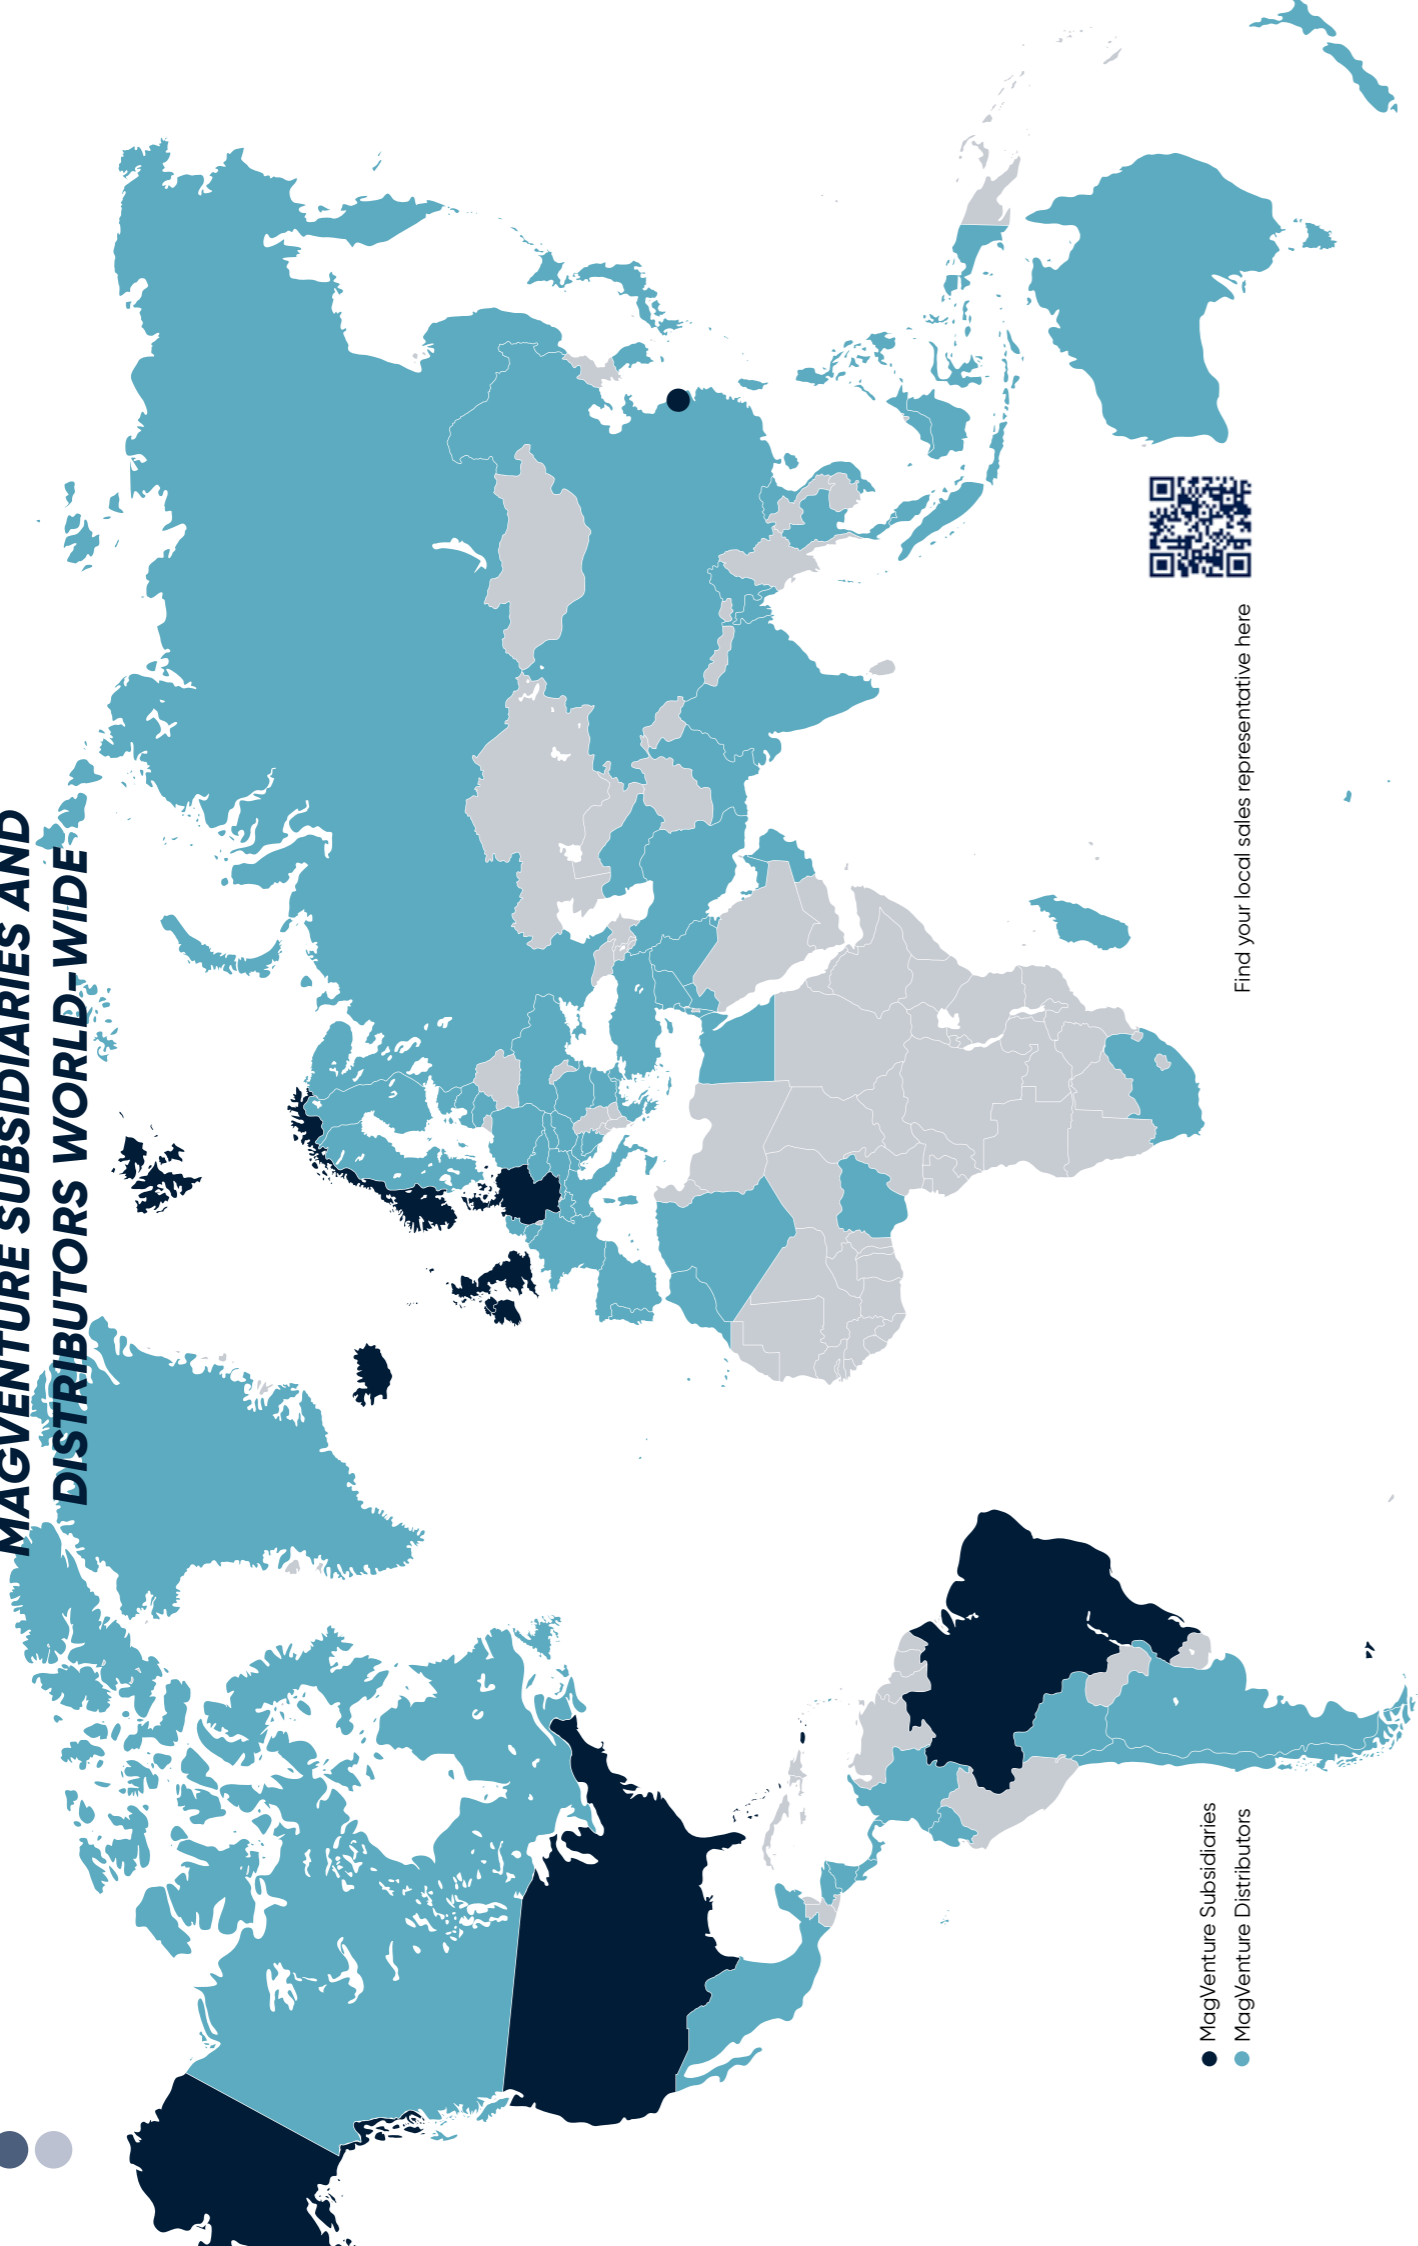 MAGVENTURE SUBSIDIARIES AND
DISTRIBUTORS WORLD-WIDE
MagVenture Subsidiaries
MagVenture Distributors
Find your local sales representative here